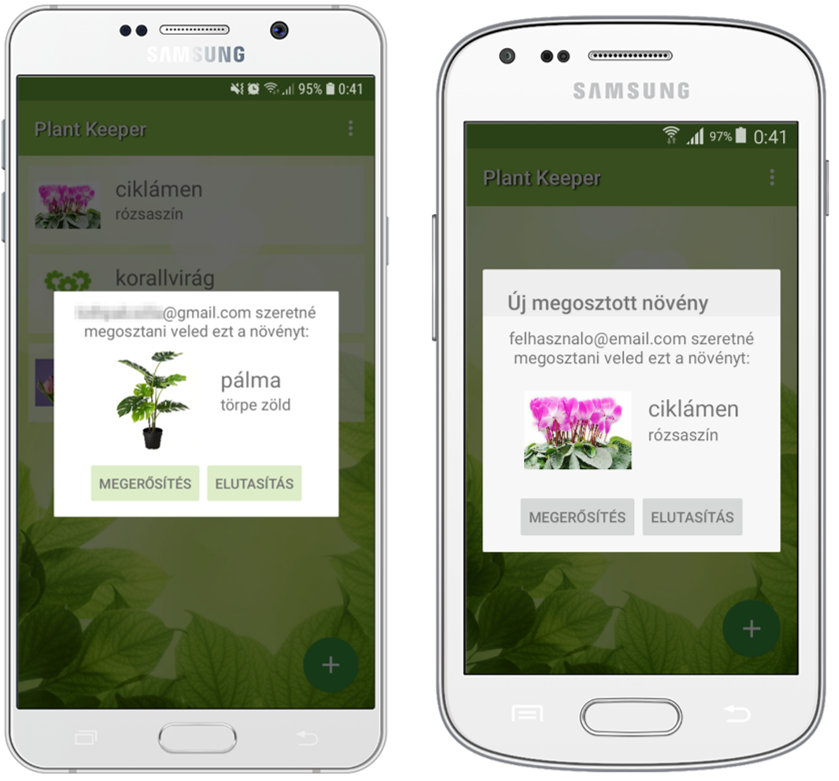 SAMSUNG
95% 0:41
Plant Keeper
ciklámen
rózsaszín
korallvirág
@gmail.com szeretné
megosztani veled ezt a növényt:
pálma
törpe zöld
MEGERŐSÍTÉS ELUTASÍTÁS
+
SAMSUNG
97% 0:41
Plant Keeper
Új megosztott növény
felhasznalo@email.com szeretné
megosztani veled ezt a növényt:
ciklámen
rózsaszín
MEGERŐSÍTÉS ELUTASÍTÁS
+